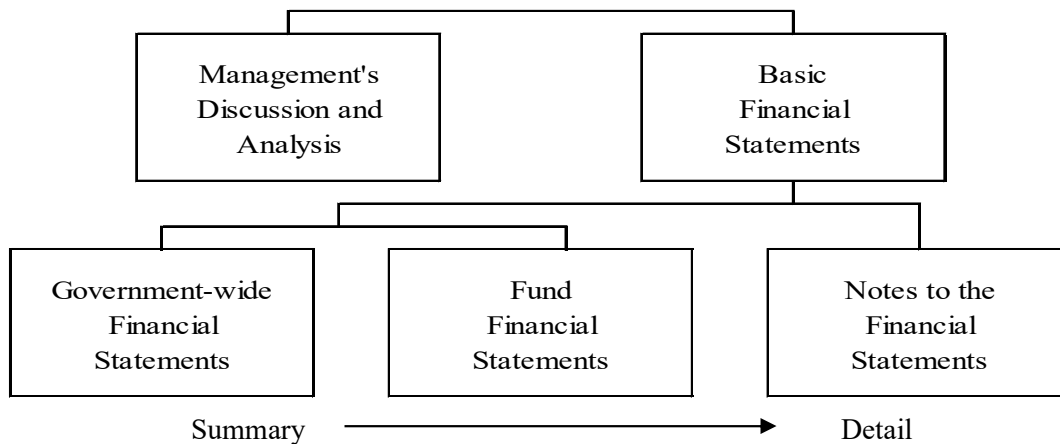 Management's
Discussion and
Analysis
Basic
Financial
Statements
Government-wide
Financial
Statements
Fund
Financial
Statements
Notes to the
Financial
Statements
Summary
Detail